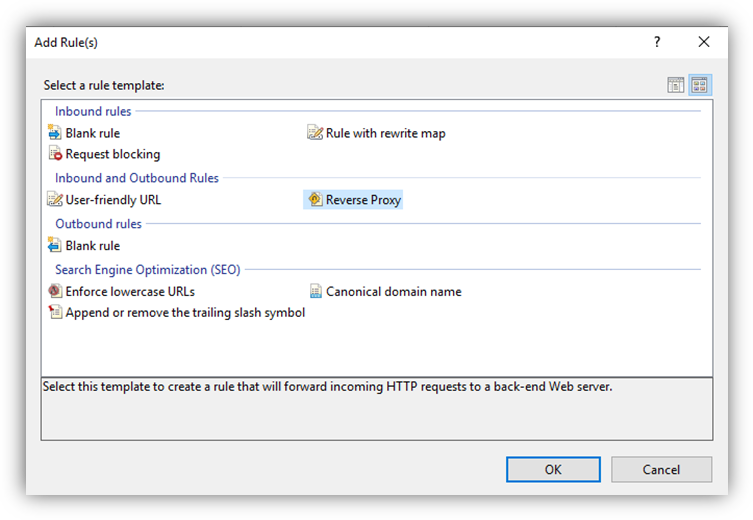 Add Rule(s)
?
Select a rule template:
Inbound rules
Blank rule
Rule with rewrite map
Request blocking
Inbound and Outbound Rules
User-friendly URL
Reverse Proxy
Outbound rules
Blank rule
Search Engine Optimization (SEO)
Enforce lowercase URLs
Canonical domain name
Append or remove the trailing slash symbol
Select this template to create a rule that will forward incoming HTTP requests to a back-end Web server.
OK
Cancel